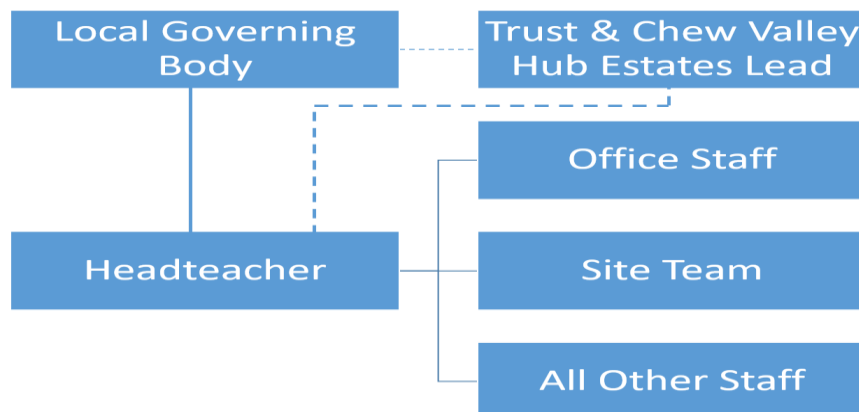 Local Governing
Body
Trust & Chew Valley
Hub Estates Lead
Office Staff
Headteacher
Site Team
All Other Staff